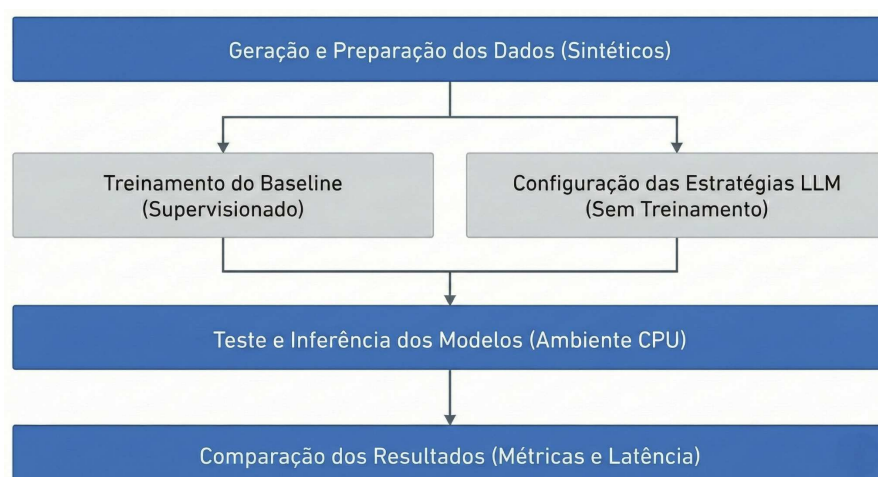 Geração e Preparação dos Dados (Sintéticos)
Treinamento do Baseline
(Supervisionado)
Configuração das Estratégias LLM
(Sem Treinamento)
Teste e Inferência dos Modelos (Ambiente CPU)
Comparação dos Resultados (Métricas e Latência)